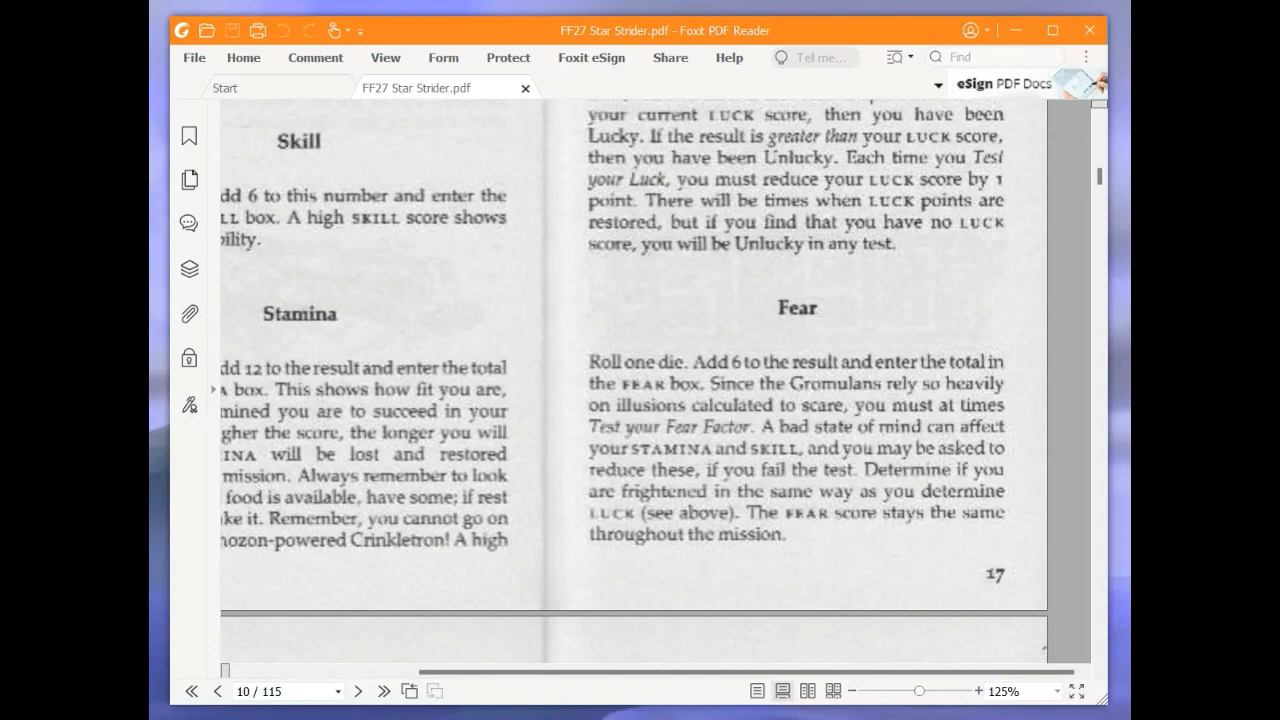 FF27 Star Strider.pdf - Foxit PDF Reader
File Home Comment View Form Protect Foxit eSign Share Help Tell me... Find
Start FF27 Star Strider.pdf eSign PDF Docs
Skill
dd 6 to this number and enter the
LL box. A high SKILL score shows
bility.
Stamina
dd 12 to the result and enter the total
A box. This shows how fit you are,
mined you are to succeed in your
gher the score, the longer you will
INA will be lost and restored
mission. Always remember to look
food is available, have some; if rest
ke it. Remember, you cannot go on
nozon-powered Crinkletron! A high
your current LUCK score, then you have been
Lucky. If the result is greater than your LUCK score,
then you have been Unlucky. Each time you Test
your Luck, you must reduce your LUCK score by 1
point. There will be times when LUCK points are
restored, but if you find that you have no LUCK
score, you will be Unlucky in any test.
Fear
Roll one die. Add 6 to the result and enter the total in
the FEAR box. Since the Gromulans rely so heavily
on illusions calculated to scare, you must at times
Test your Fear Factor. A bad state of mind can affect
your STAMINA and SKILL, and you may be asked to
reduce these, if you fail the test. Determine if you
are frightened in the same way as you determine
LUCK (see above). The FEAR score stays the same
throughout the mission.
17
10 / 115 125%